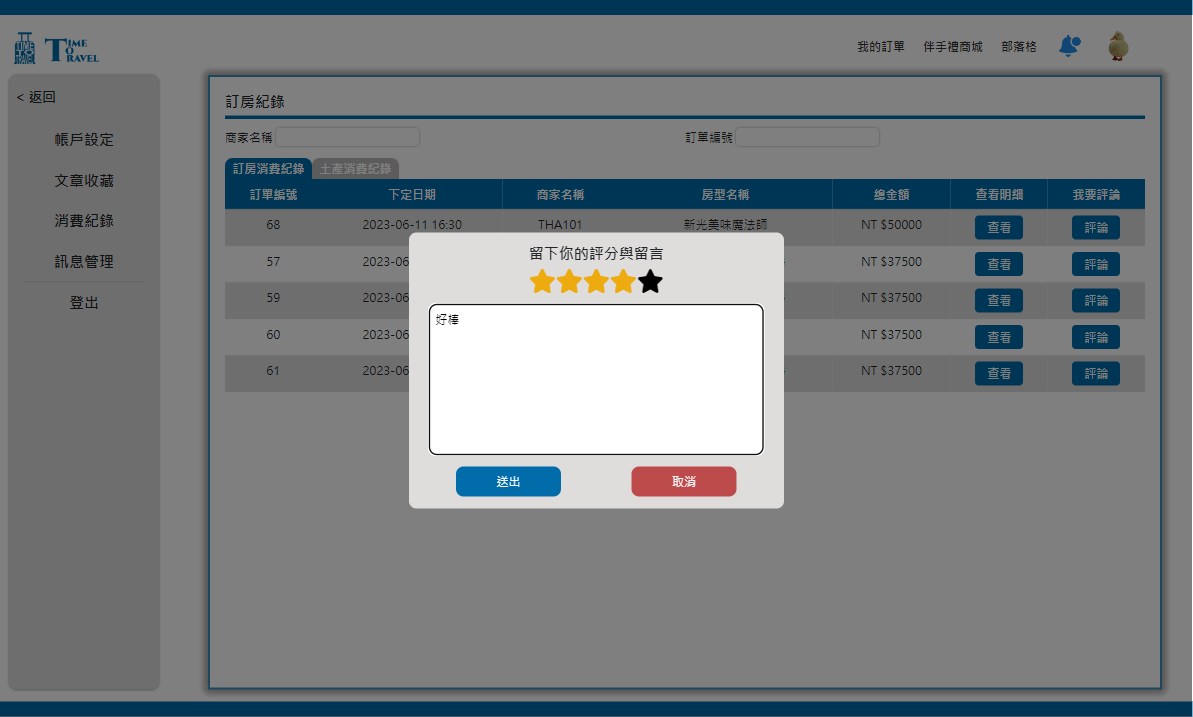 TIME TO TRAVEL
我的訂單 伴手禮商城 部落格
< 返回
帳戶設定
文章收藏
消費紀錄
訊息管理
登出
訂房紀錄
商家名稱 訂單編號
訂房消費紀錄 土產消費紀錄
訂單編號 下定日期 商家名稱 房型名稱 總金額 查看明細 我要評論
68 2023-06-11 16:30 THA101 新光美味魔法師 NT $50000 查看 評論
57 2023-06 NT $37500 查看 評論
59 2023-06 NT $37500 查看 評論
60 2023-06 NT $37500 查看 評論
61 2023-06 NT $37500 查看 評論
留下你的評分與留言
好棒
送出 取消